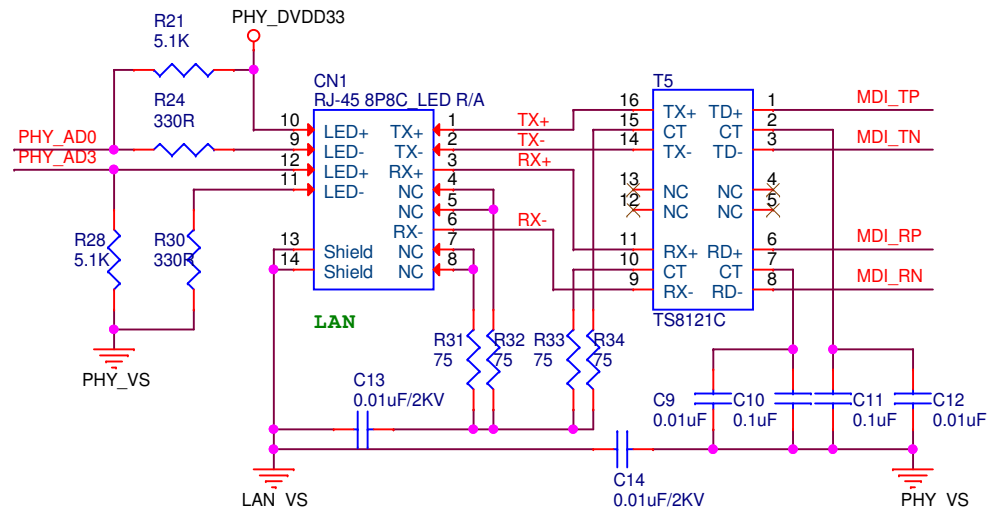 R21
5.1K
PHY_DVDD33
R24
330R
PHY_AD0
PHY_AD3
R28
5.1K
R30
330R
PHY_VS
CN1
RJ-45 8P8C_LED R/A
10 LED+ TX+ 1
9 LED- TX- 2
12 LED+ RX+ 3
11 LED- NC 4
NC 5
RX- 6
13 Shield NC 7
14 Shield NC 8
LAN
TX+
TX-
RX+
RX-
T5
16 TX+ TD+ 1
15 CT CT 2
14 TX- TD- 3
13 NC NC 4
12 NC NC 5
11 RX+ RD+ 6
10 CT CT 7
9 RX- RD- 8
TS8121C
MDI_TP
MDI_TN
MDI_RP
MDI_RN
R31
75
R32
75
R33
75
R34
75
C13
0.01uF/2KV
C9
0.01uF
C10
0.1uF
C11
0.1uF
C12
0.01uF
LAN_VS
C14
0.01uF/2KV
PHY_VS